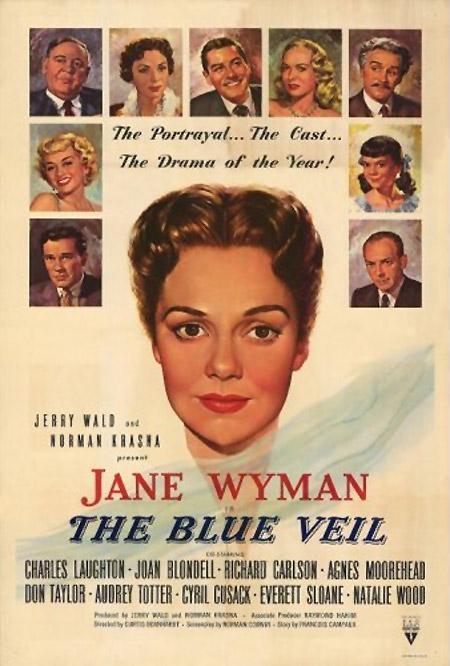 The Portrayal... The Cast...
The Drama of the Year!
JERRY WALD and
NORMAN KRASNA
present
JANE WYMAN
in
THE BLUE VEIL
CO-STARRING
CHARLES LAUGHTON · JOAN BLONDELL · RICHARD CARLSON · AGNES MOOREHEAD
DON TAYLOR · AUDREY TOTTER · CYRIL CUSACK · EVERETT SLOANE · NATALIE WOOD
Produced by JERRY WALD and NORMAN KRASNA · Associate Producer RAYMOND HAKIM
Directed by CURTIS BERNHARDT · Screenplay by NORMAN CORWIN · Story by FRANCOIS CAMPAUX